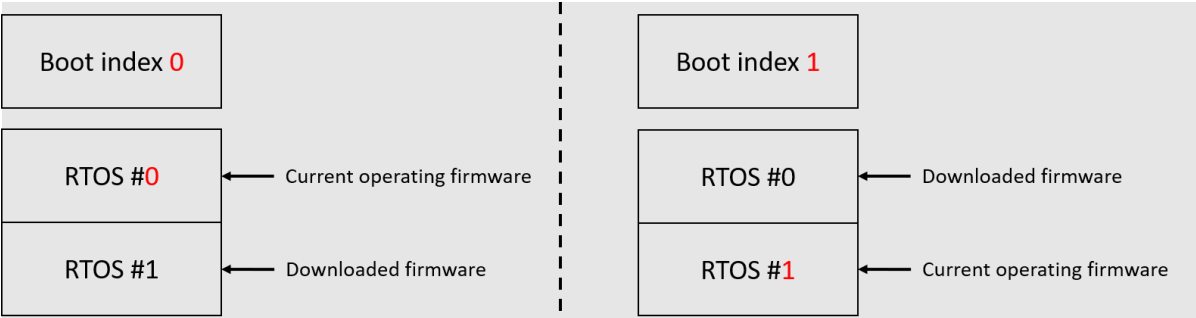 Boot index 0
RTOS #0
Current operating firmware
RTOS #1
Downloaded firmware
Boot index 1
RTOS #0
Downloaded firmware
RTOS #1
Current operating firmware